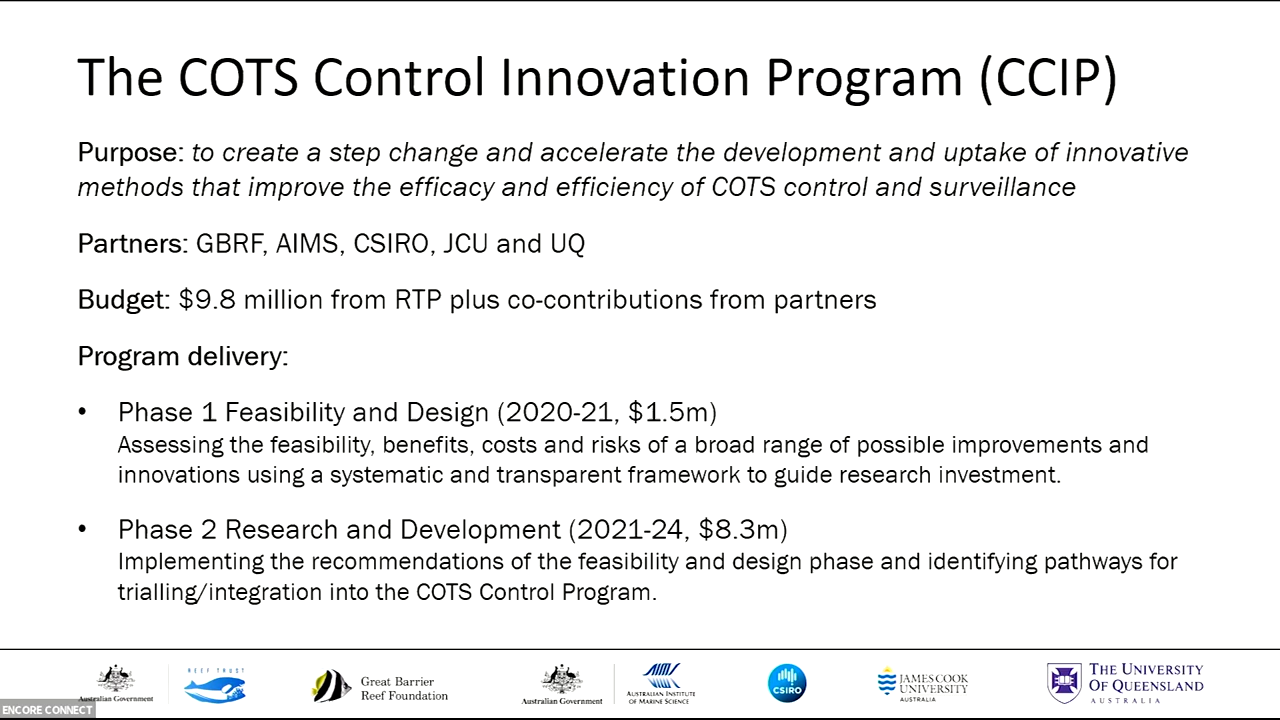 The COTS Control Innovation Program (CCIP)
Purpose: to create a step change and accelerate the development and uptake of innovative
methods that improve the efficacy and efficiency of COTS control and surveillance
Partners: GBRF, AIMS, CSIRO, JCU and UQ
Budget: $9.8 million from RTP plus co-contributions from partners
Program delivery:
• Phase 1 Feasibility and Design (2020-21, $1.5m)
Assessing the feasibility, benefits, costs and risks of a broad range of possible improvements and
innovations using a systematic and transparent framework to guide research investment.
• Phase 2 Research and Development (2021-24, $8.3m)
Implementing the recommendations of the feasibility and design phase and identifying pathways for
trialling/integration into the COTS Control Program.
Australian Government
REEF TRUST
Great Barrier
Reef Foundation
Australian Government
AUSTRALIAN INSTITUTE
OF MARINE SCIENCE
CSIRO
JAMES COOK
UNIVERSITY
AUSTRALIA
THE UNIVERSITY
OF QUEENSLAND
AUSTRALIA
ENCORE CONNECT